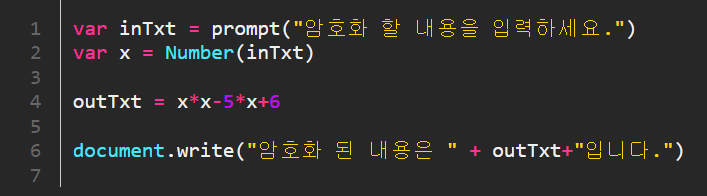 1 var inTxt = prompt("암호화 할 내용을 입력하세요.")
2 var x = Number(inTxt)
3
4 outTxt = x*x-5*x+6
5
6 document.write("암호화 된 내용은 " + outTxt+"입니다.")
7